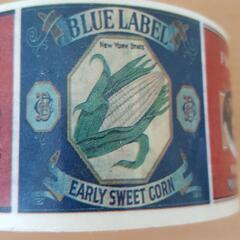 BLUE LABEL
New York State
EARLY SWEET CORN